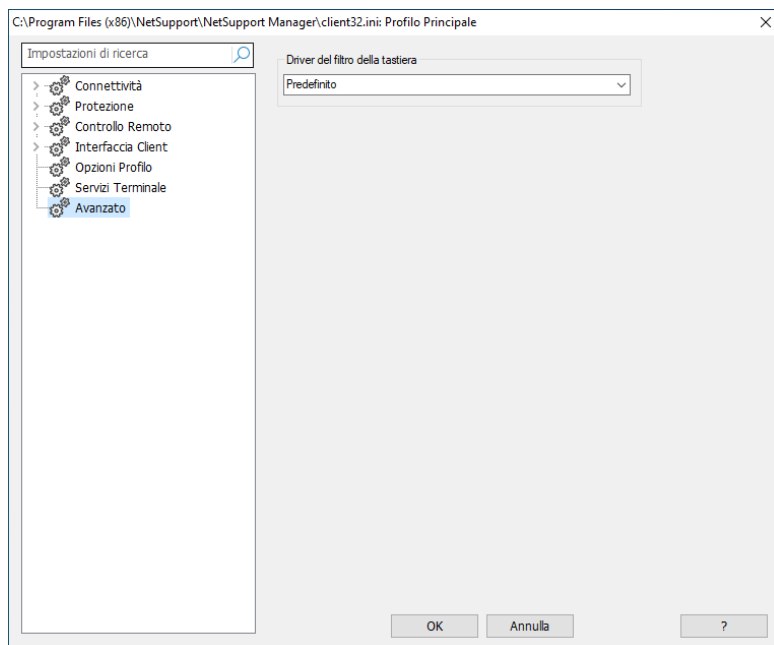 C:\Program Files (x86)\NetSupport\NetSupport Manager\client32.ini: Profilo Principale
Impostazioni di ricerca
Connettività
Protezione
Controllo Remoto
Interfaccia Client
Opzioni Profilo
Servizi Terminale
Avanzato
Driver del filtro della tastiera
Predefinito
OK
Annulla
?